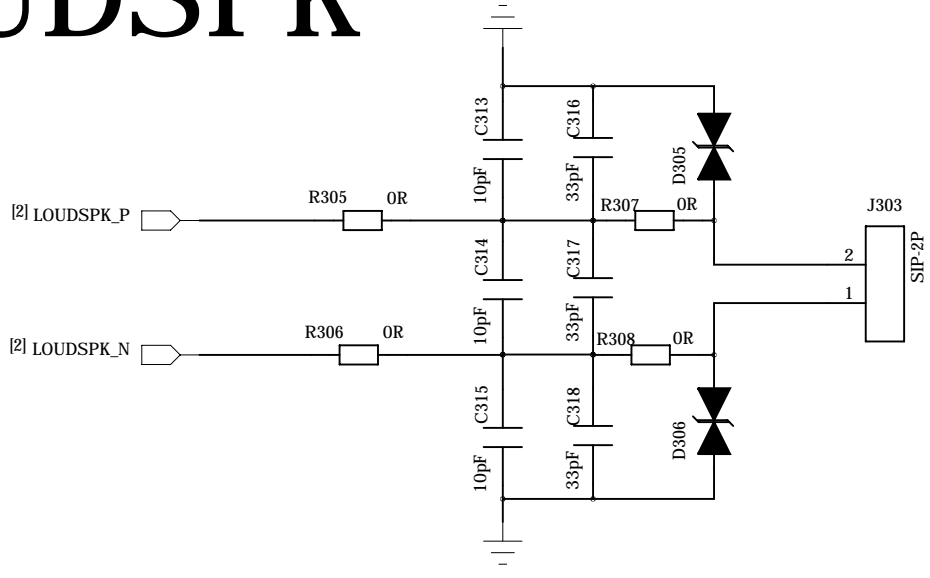 UDSPK
C313
10pF
C316
33pF
D305
[2] LOUDSPK_P
R305
0R
R307
0R
J303
SIP-2P
2
1
C314
10pF
C317
33pF
[2] LOUDSPK_N
R306
0R
R308
0R
C315
10pF
C318
33pF
D306